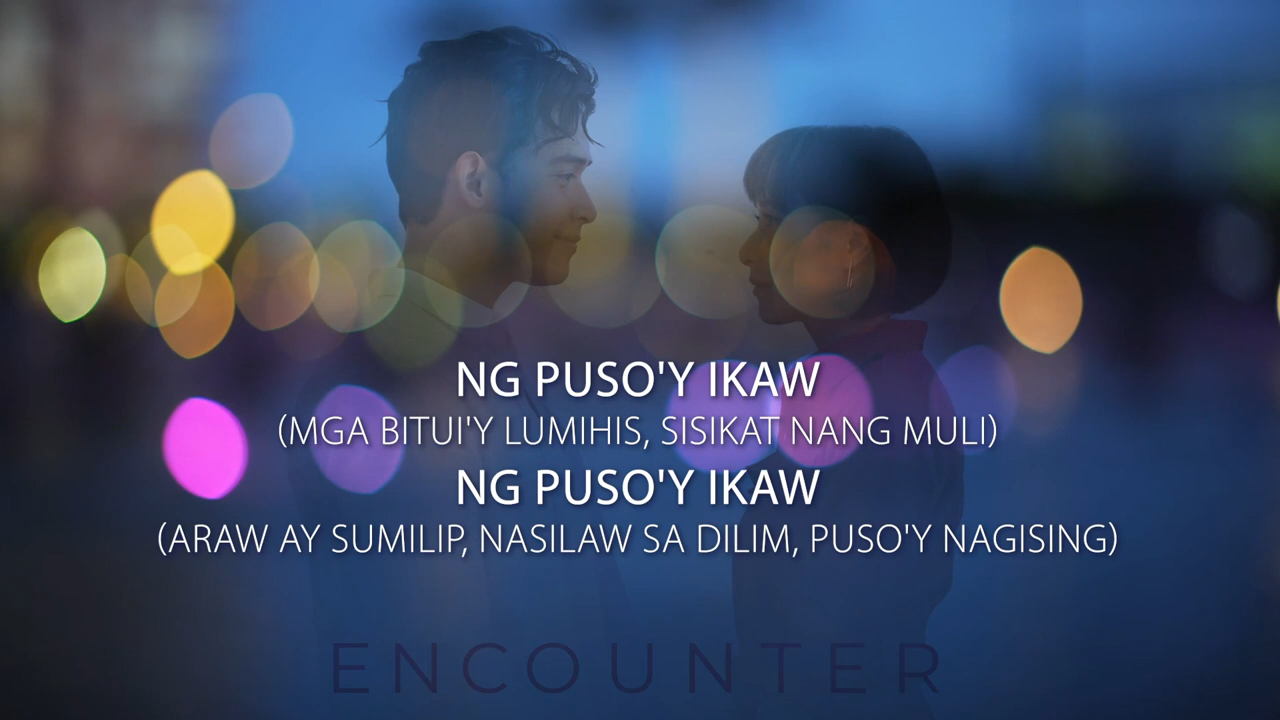 NG PUSO'Y IKAW
(MGA BITUI'Y LUMIHIS, SISIKAT NANG MULI)
NG PUSO'Y IKAW
(ARAW AY SUMILIP, NASILAW SA DILIM, PUSO'Y NAGISING)
ENCOUNTER